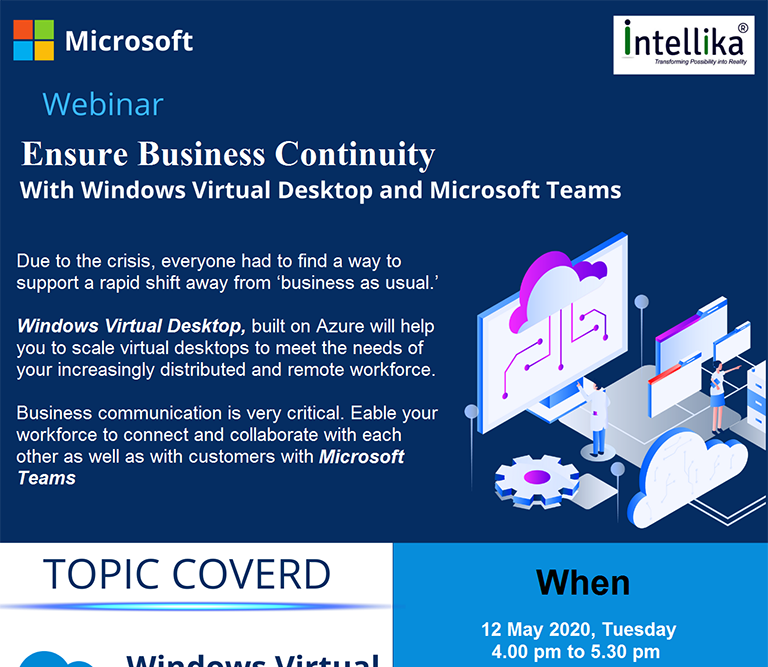 Microsoft
intellika®
Transforming Possibility into Reality
Webinar
Ensure Business Continuity
With Windows Virtual Desktop and Microsoft Teams
Due to the crisis, everyone had to find a way to
support a rapid shift away from ‘business as usual.’
Windows Virtual Desktop, built on Azure will help
you to scale virtual desktops to meet the needs of
your increasingly distributed and remote workforce.
Business communication is very critical. Eable your
workforce to connect and collaborate with each
other as well as with customers with Microsoft
Teams
TOPIC COVERD
Windows Virtual
When
12 May 2020, Tuesday
4.00 pm to 5.30 pm